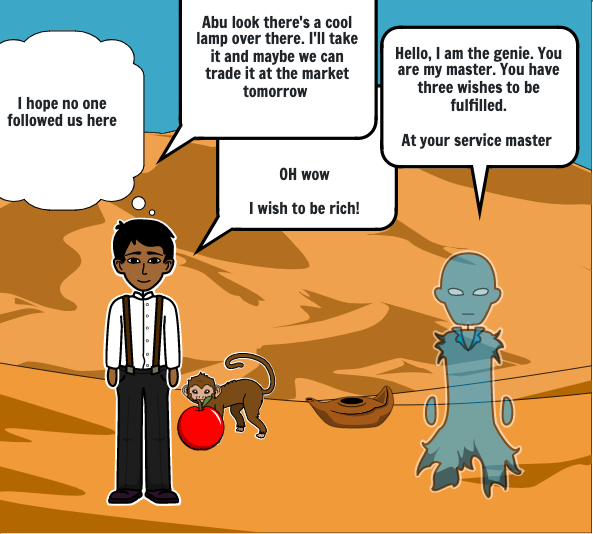 I hope no one
followed us here
Abu look there's a cool
lamp over there. I'll take
it and maybe we can
trade it at the market
tomorrow
Hello, I am the genie. You
are my master. You have
three wishes to be
fulfilled.
At your service master
OH wow
I wish to be rich!